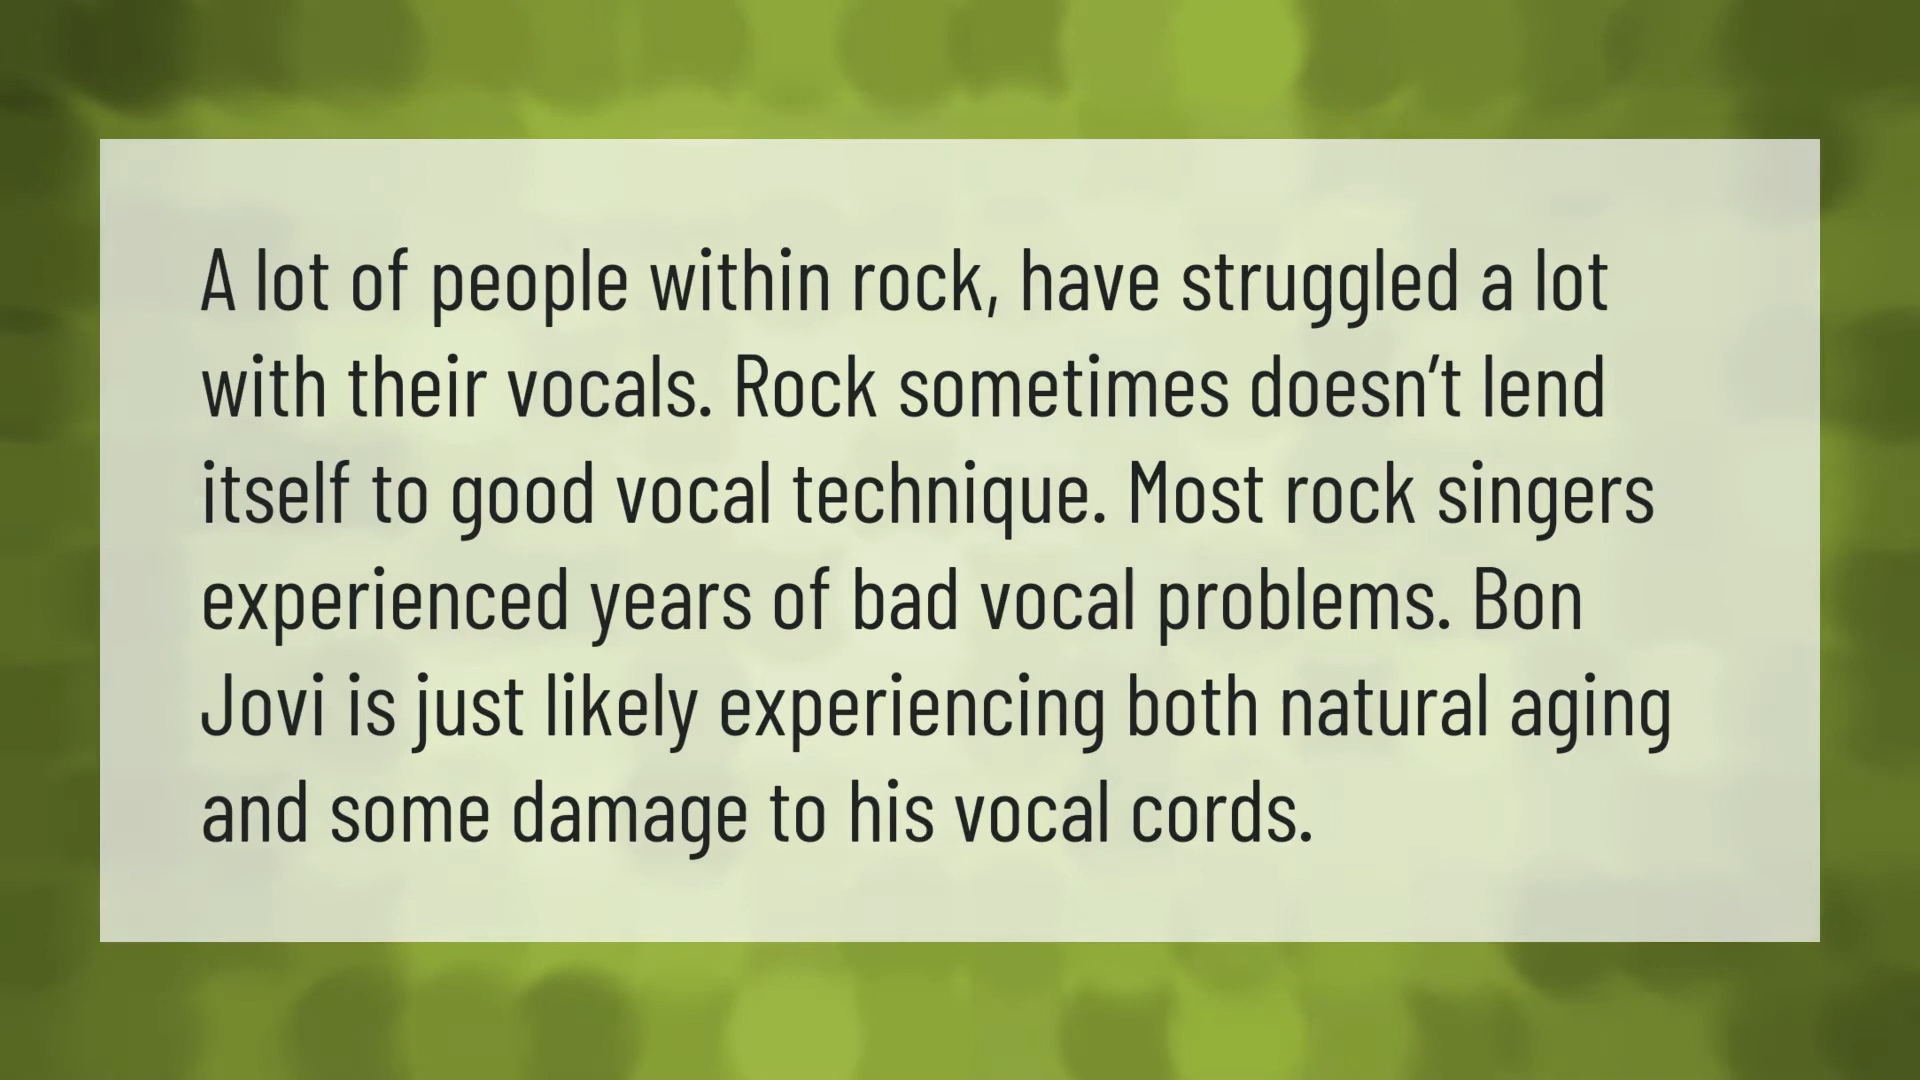 A lot of people within rock, have struggled a lot
with their vocals. Rock sometimes doesn’t lend
itself to good vocal technique. Most rock singers
experienced years of bad vocal problems. Bon
Jovi is just likely experiencing both natural aging
and some damage to his vocal cords.